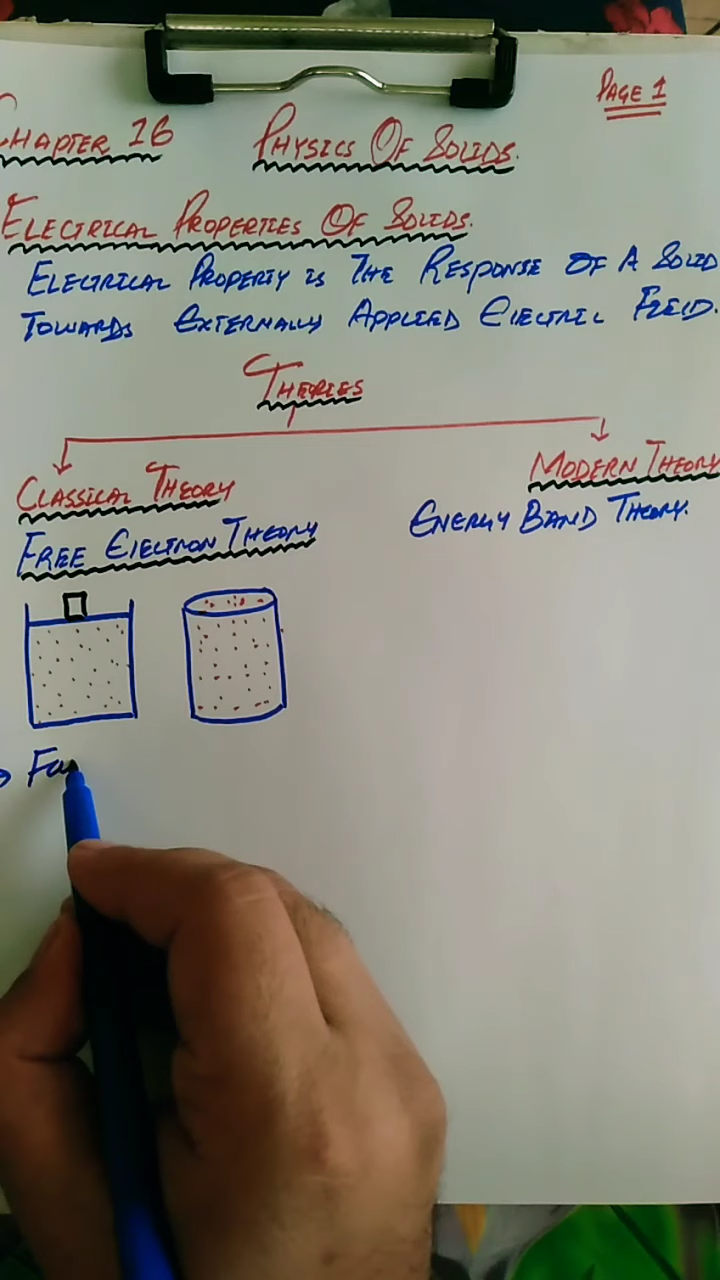 PAGE 1
CHAPTER 16 PHYSICS OF SOLIDS.
ELECTRICAL PROPERTIES OF SOLIDS.
ELECTRICAL PROPERTY IS THE RESPONSE OF A SOLID
TOWARDS EXTERNALLY APPLIED ELECTRIC FIELD.
THEORIES
CLASSICAL THEORY MODERN THEORY
FREE ELECTRON THEORY ENERGY BAND THEORY.